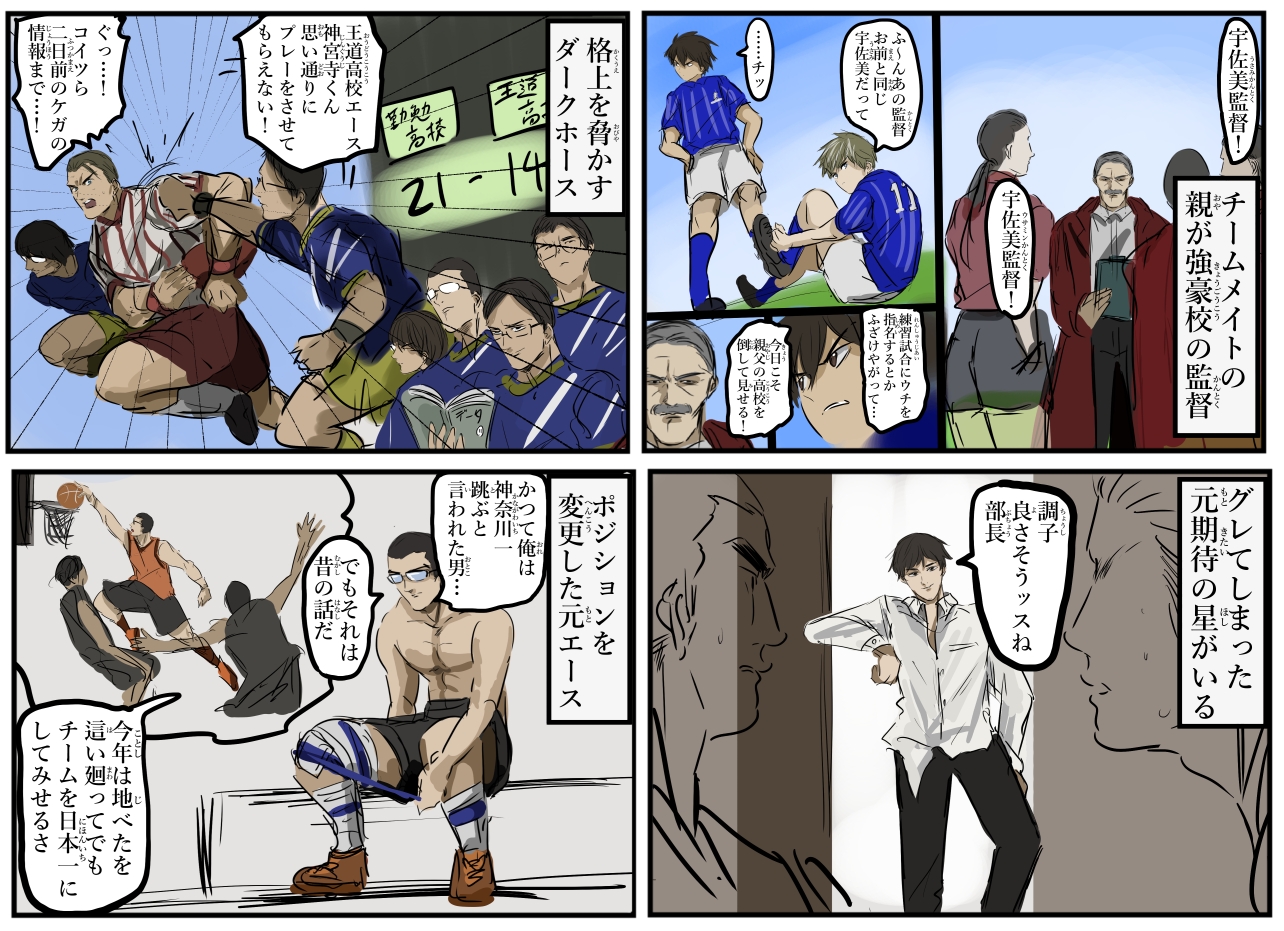 チームメイトの
親が強豪校の監督
宇佐美監督!
宇佐美監督!
ふ〜んあの監督
お前と同じ
宇佐美だって
……チッ
11
練習試合にウチを
指名するとか
ふざけやがって…
今日こそ
親父の高校を
倒して見せる!
格上を脅かす
ダークホース
王道
高
勤勉
高校
21-14
王道高校エース
神宮寺くん
思い通りに
プレーをさせて
もらえない!
ぐっ…!
コイツら
二日前のケガの
情報まで…!
データ
グレてしまった
元期待の星がいる
調子
良さそうッスね
部長
ポジションを
変更した元エース
かつて俺は
神奈川一
跳ぶと
言われた男…
でもそれは
昔の話だ
今年は地べたを
這い廻ってでも
チームを日本一に
してみせるさ